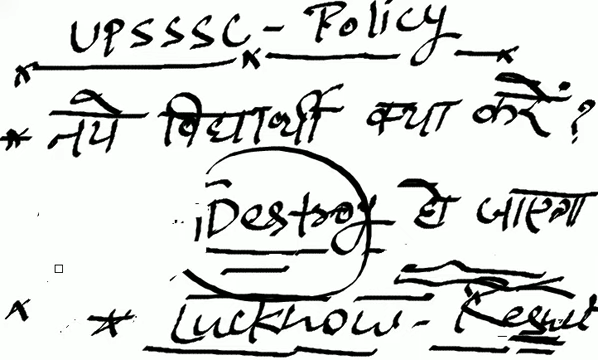 UPSSSC - Policy
* नये विद्यार्थी क्या करें ?
Destroy हो जाएगा
* Lucknow - Result